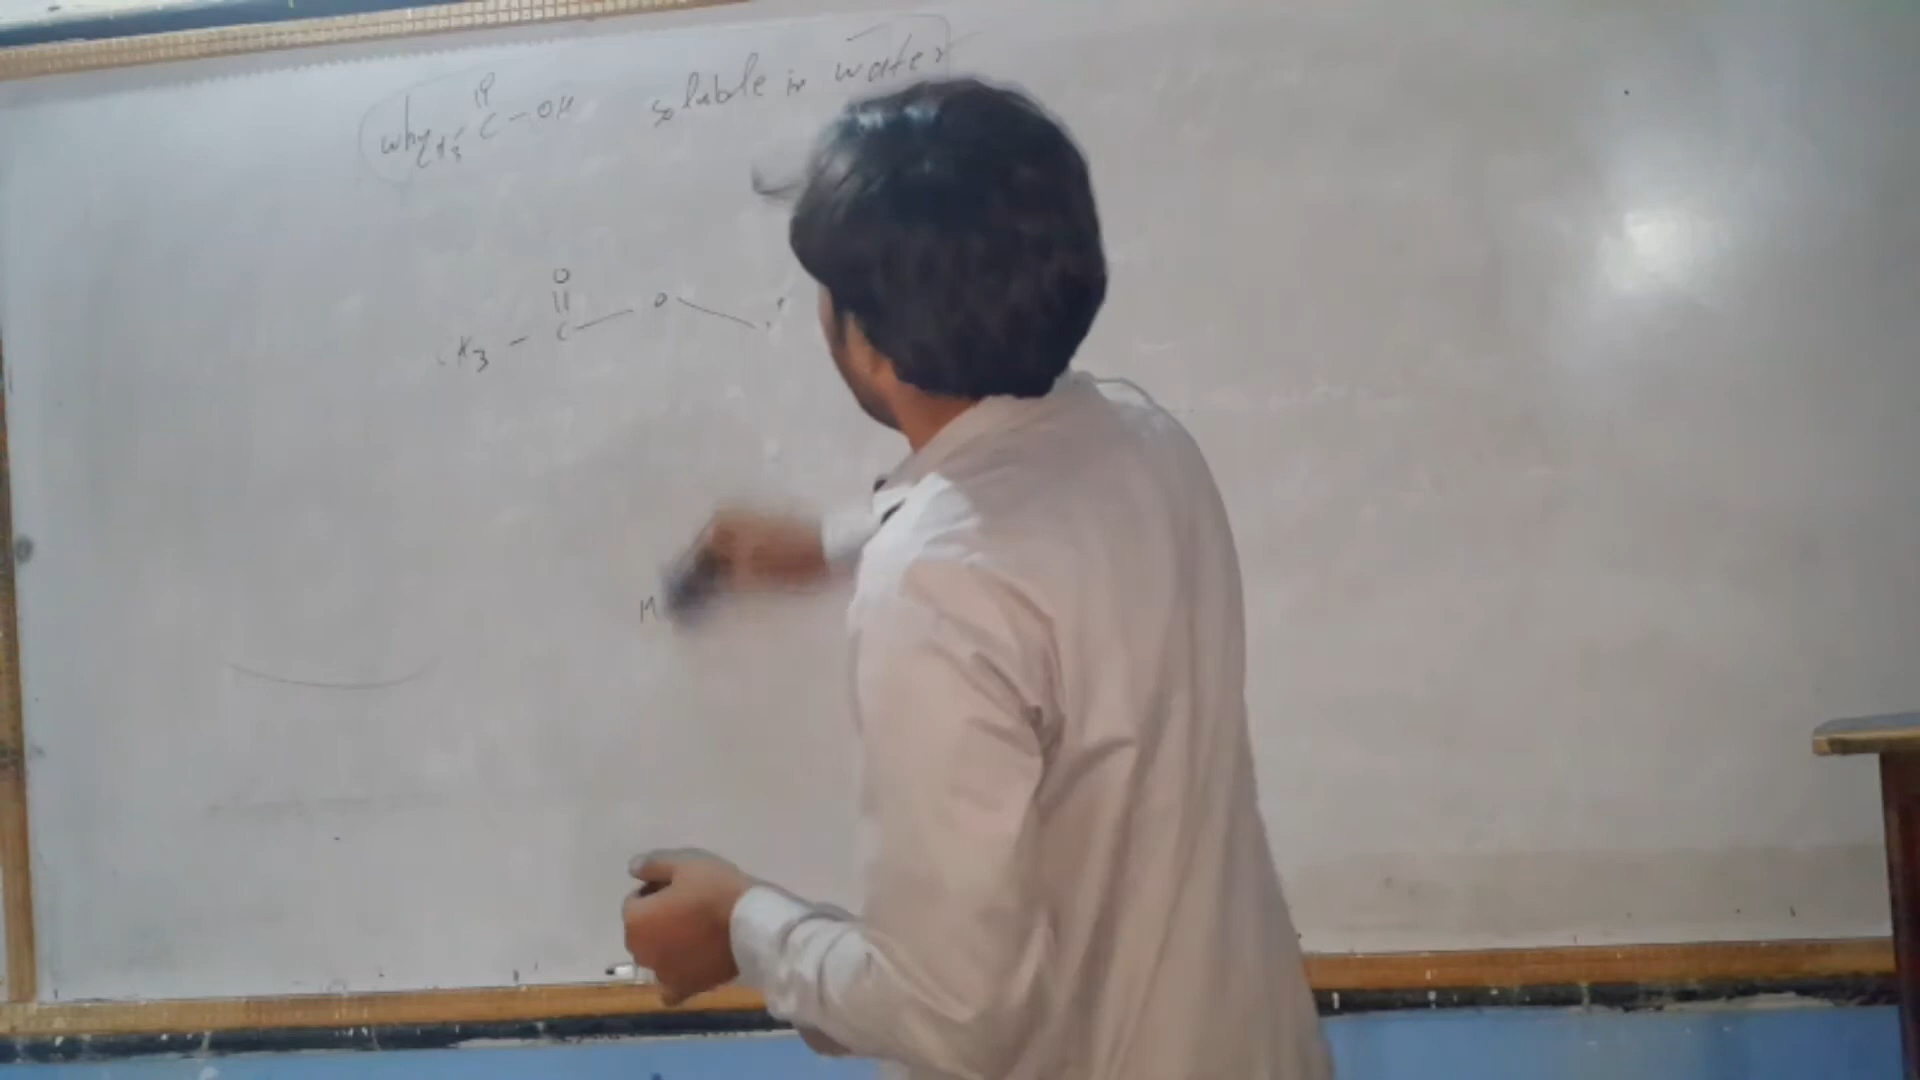 O
why CH3 - C - OH soluble in water
O
CH3 - C - O
M